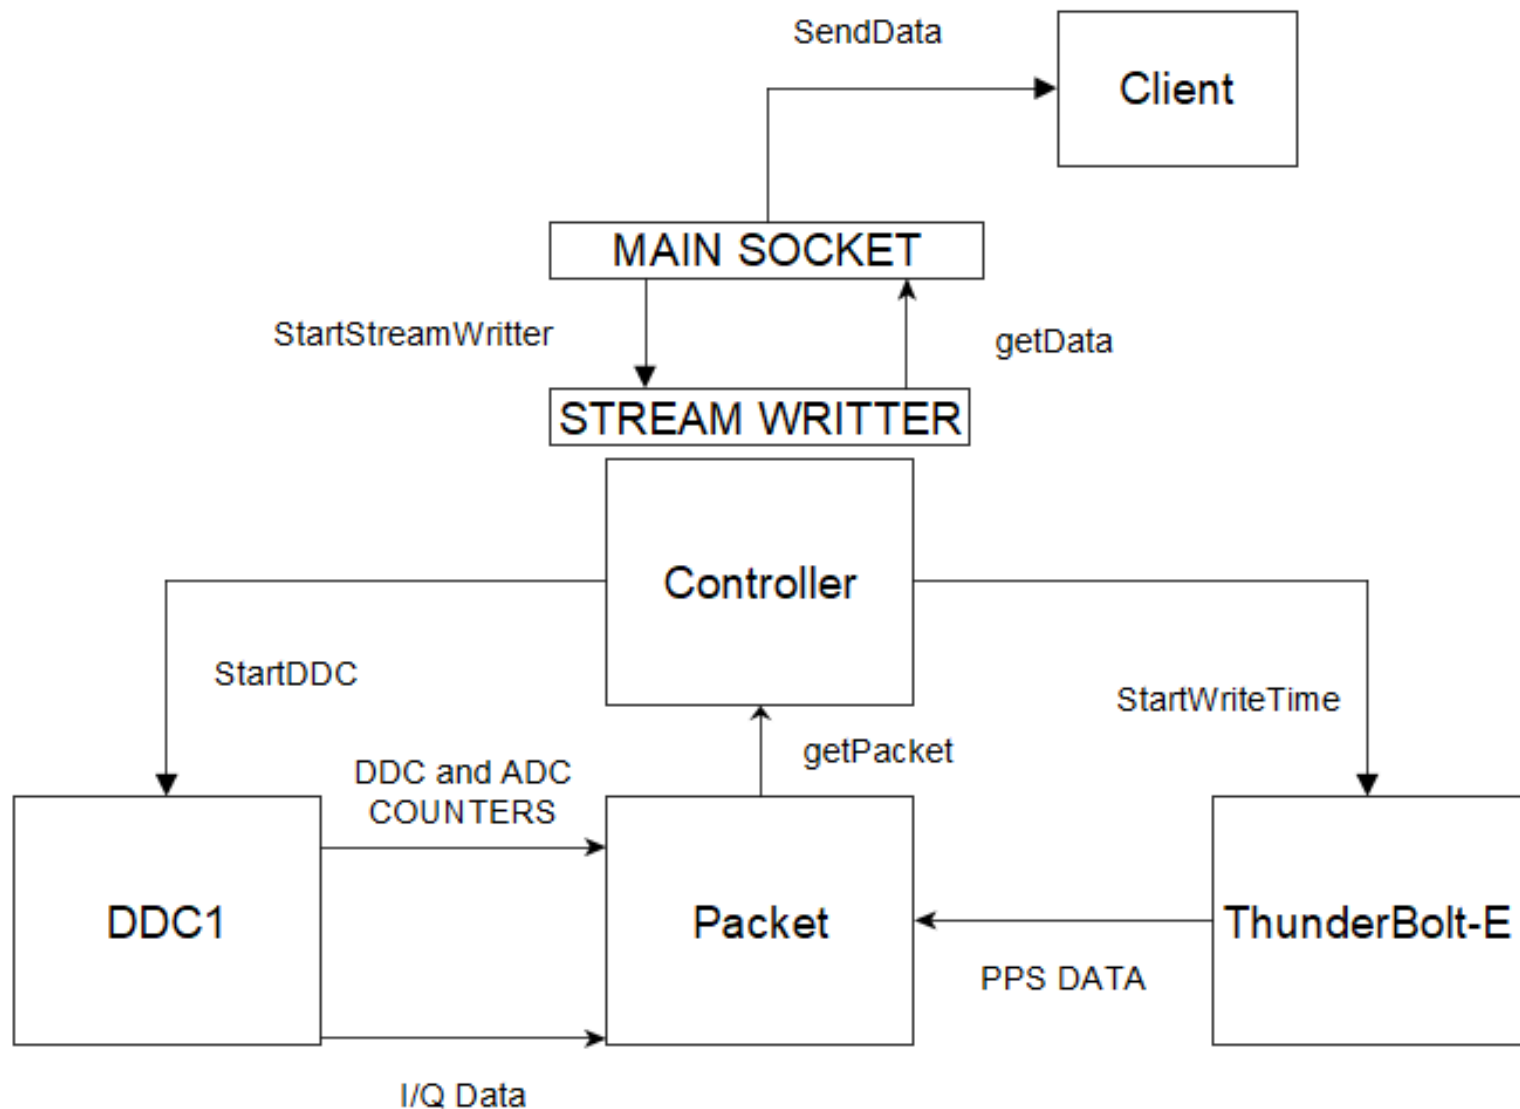 SendData
Client
MAIN SOCKET
StartStreamWritter
getData
STREAM WRITTER
Controller
StartDDC
StartWriteTime
getPacket
DDC and ADC
COUNTERS
DDC1
Packet
ThunderBolt-E
PPS DATA
I/Q Data